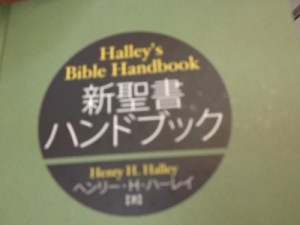 Halley's
Bible Handbook
新聖書
ハンドブック
Henry H. Halley
ヘンリー・H・ハーレイ